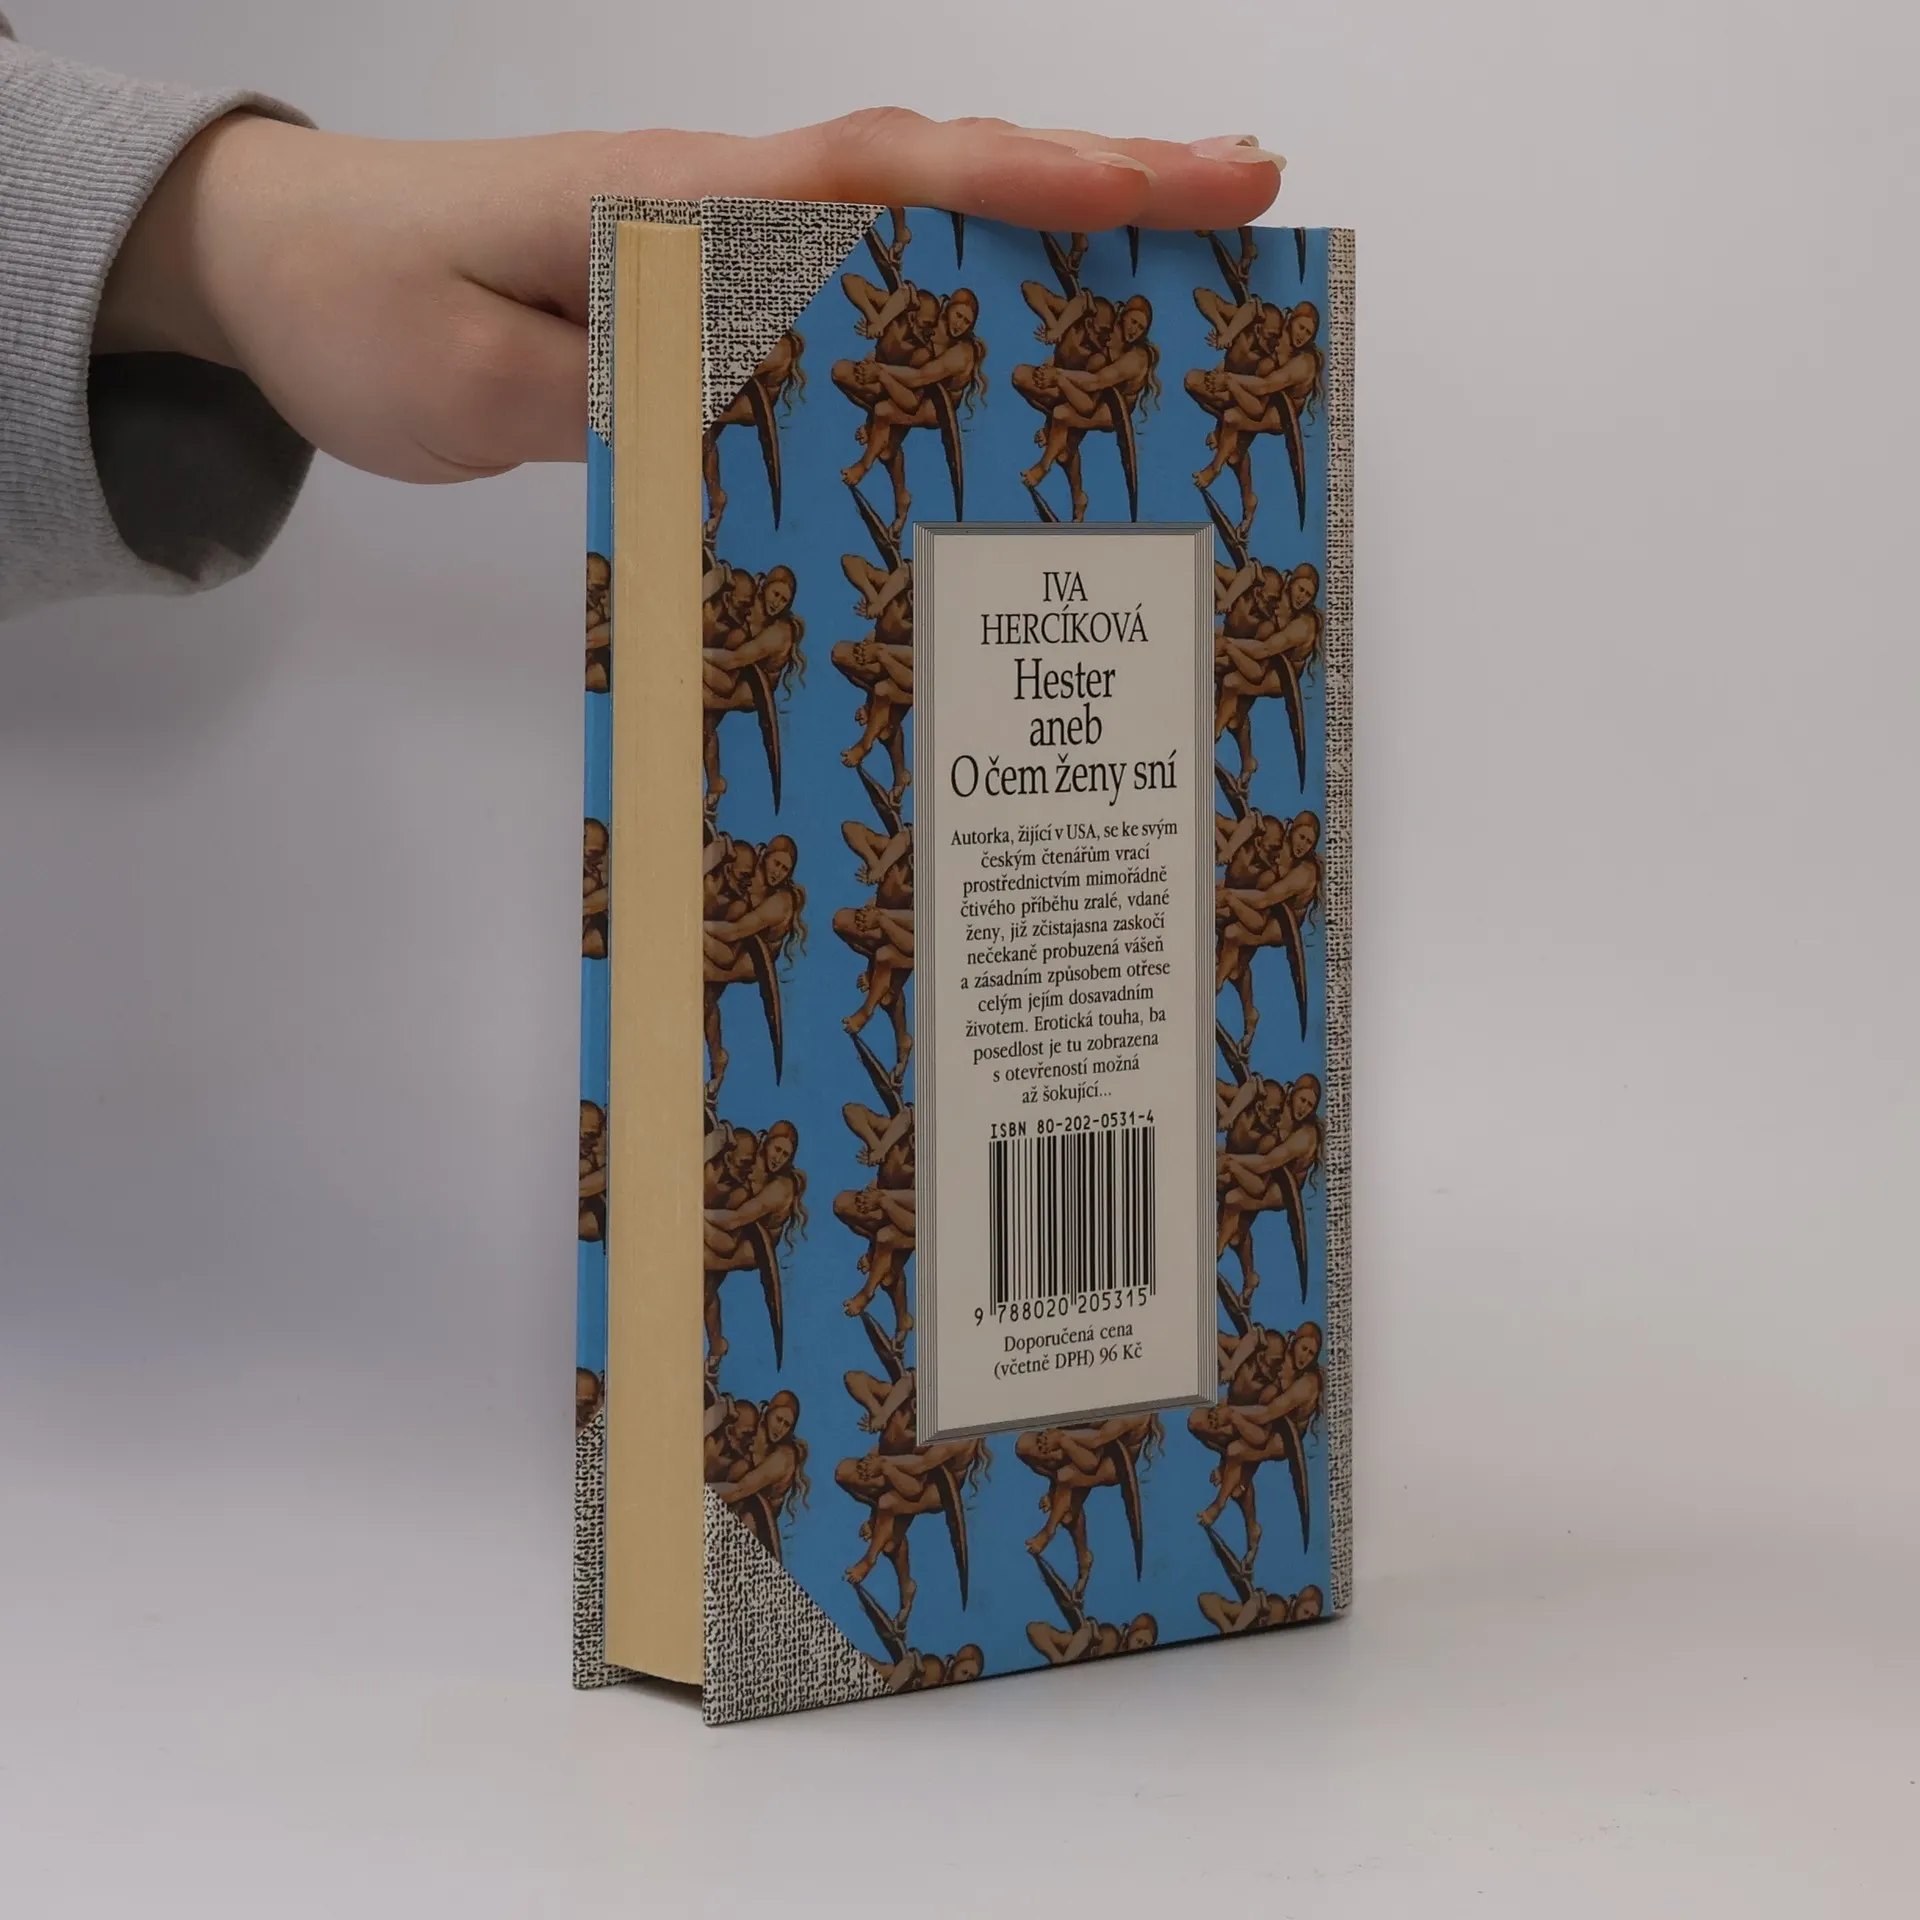 IVA
HERCÍKOVÁ
Hester
aneb
O čem ženy sní
Autorka, žijící v USA, se ke svým
českým čtenářům vrací
prostřednictvím mimořádně
čtivého příběhu zralé, vdané
ženy, již zčistajasna zaskočí
nečekaně probuzená vášeň
a zásadním způsobem otřese
celým jejím dosavadním
životem. Erotická touha, ba
posedlost je tu zobrazena
s otevřeností možná
až šokující...
ISBN 80-202-0531-4
9 788020 205315
Doporučená cena
(včetně DPH) 96 Kč